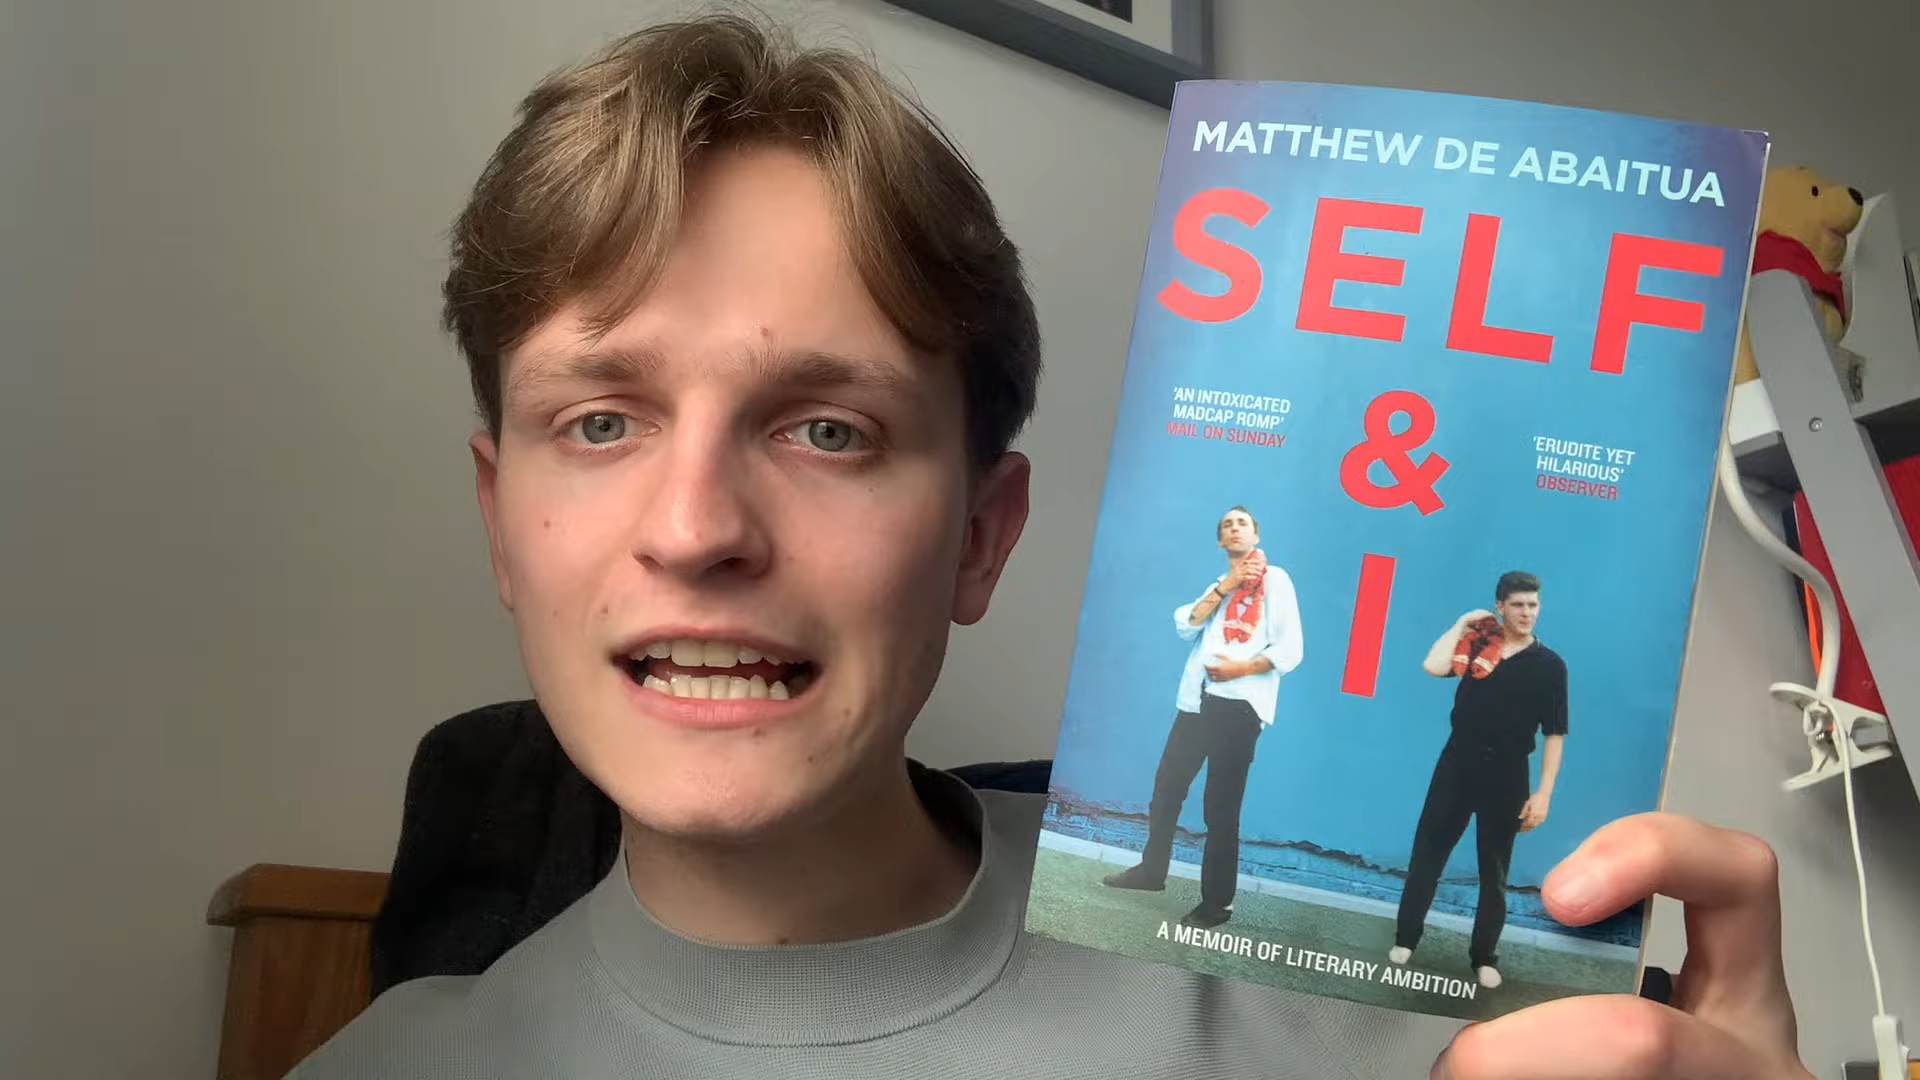 MATTHEW DE ABAITUA
SELF
&
I
'AN INTOXICATED
MADCAP ROMP'
MAIL ON SUNDAY
'ERUDITE YET
HILARIOUS'
OBSERVER
A MEMOIR OF LITERARY AMBITION